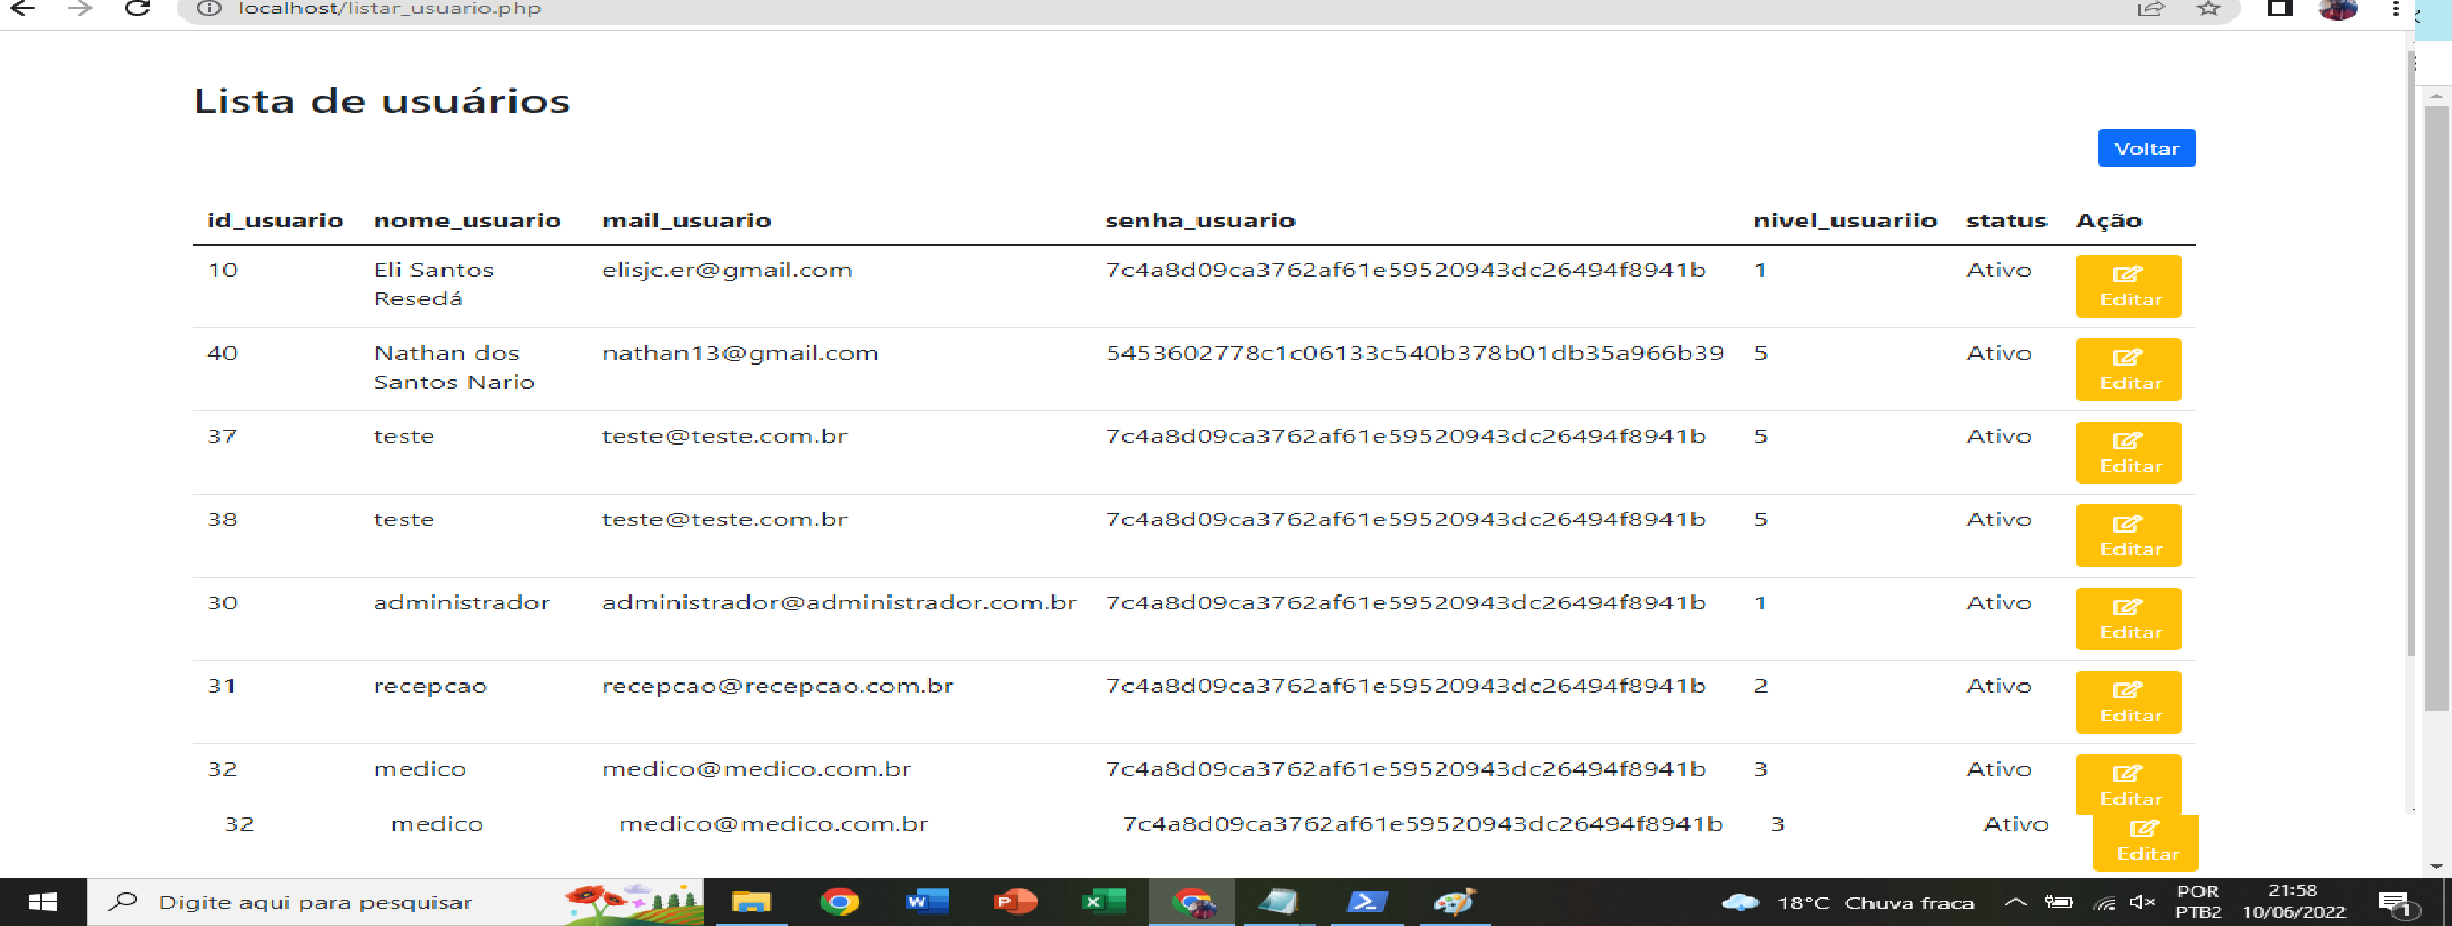 localhost/listar_usuario.php
Lista de usuários
Voltar
id_usuario nome_usuario mail_usuario senha_usuario nivel_usuariio status Ação
10 Eli Santos Resedá elisjc.er@gmail.com 7c4a8d09ca3762af61e59520943dc26494f8941b 1 Ativo Editar
40 Nathan dos Santos Nario nathan13@gmail.com 5453602778c1c06133c540b378b01db35a966b39 5 Ativo Editar
37 teste teste@teste.com.br 7c4a8d09ca3762af61e59520943dc26494f8941b 5 Ativo Editar
38 teste teste@teste.com.br 7c4a8d09ca3762af61e59520943dc26494f8941b 5 Ativo Editar
30 administrador administrador@administrador.com.br 7c4a8d09ca3762af61e59520943dc26494f8941b 1 Ativo Editar
31 recepcao recepcao@recepcao.com.br 7c4a8d09ca3762af61e59520943dc26494f8941b 2 Ativo Editar
32 medico medico@medico.com.br 7c4a8d09ca3762af61e59520943dc26494f8941b 3 Ativo Editar
32 medico medico@medico.com.br 7c4a8d09ca3762af61e59520943dc26494f8941b 3 Ativo Editar
Digite aqui para pesquisar
18°C Chuva fraca
POR
PTB2
21:58
10/06/2022
1